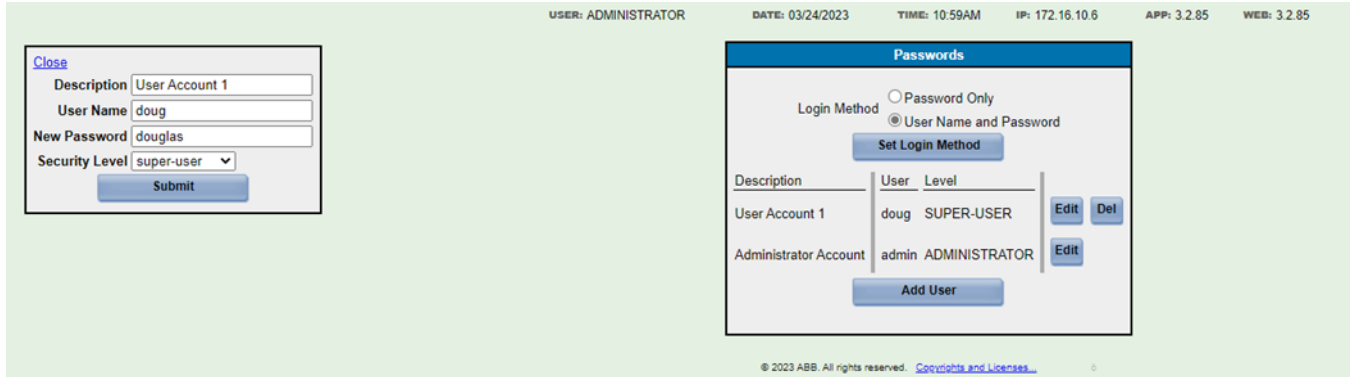 USER: ADMINISTRATOR DATE: 03/24/2023 TIME: 10:59AM IP: 172.16.10.6 APP: 3.2.85 WEB: 3.2.85
Close
Description User Account 1
User Name doug
New Password douglas
Security Level super-user
Submit
Passwords
Login Method
Password Only
User Name and Password
Set Login Method
Description User Level
User Account 1 doug SUPER-USER Edit Del
Administrator Account admin ADMINISTRATOR Edit
Add User
© 2023 ABB. All rights reserved. Copyrights and Licenses...